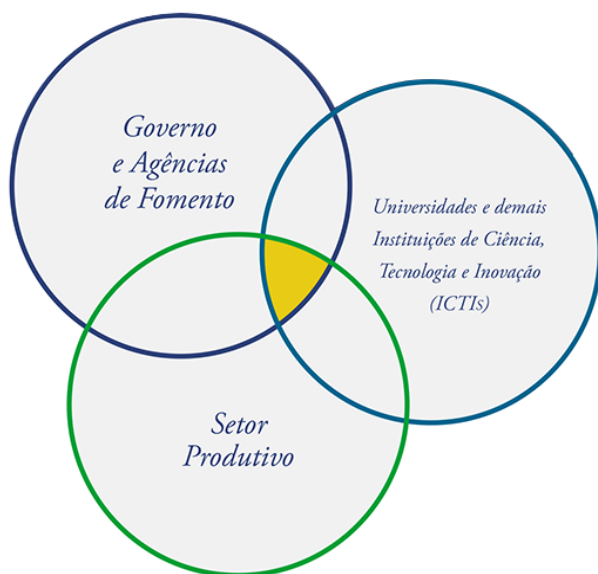 Governo
e Agências
de Fomento
Universidades e demais
Instituições de Ciência,
Tecnologia e Inovação
(ICTIs)
Setor
Produtivo